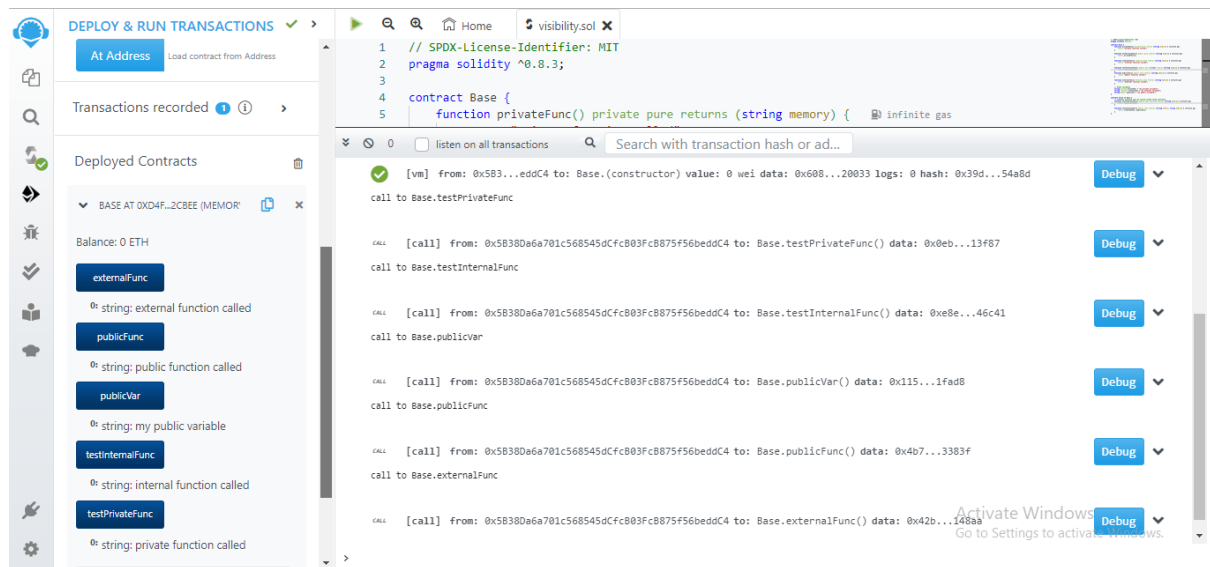 DEPLOY & RUN TRANSACTIONS
At Address
Load contract from Address
Transactions recorded 1 i
Deployed Contracts
BASE AT 0XD4F...2CBEE (MEMOR
Balance: 0 ETH
externalFunc
0: string: external function called
publicFunc
0: string: public function called
publicVar
0: string: my public variable
testInternalFunc
0: string: internal function called
testPrivateFunc
0: string: private function called
Home
visibility.sol
1 // SPDX-License-Identifier: MIT
2 pragma solidity ^0.8.3;
3
4 contract Base {
5 function privateFunc() private pure returns (string memory) { infinite gas
0 listen on all transactions Search with transaction hash or ad...
[vm] from: 0x5B3...eddC4 to: Base.(constructor) value: 0 wei data: 0x608...20033 logs: 0 hash: 0x39d...54a8d
Debug
call to Base.testPrivateFunc
CALL [call] from: 0x5B38Da6a701c568545dCfcB03FcB875f56beddC4 to: Base.testPrivateFunc() data: 0x0eb...13f87
Debug
call to Base.testInternalFunc
CALL [call] from: 0x5B38Da6a701c568545dCfcB03FcB875f56beddC4 to: Base.testInternalFunc() data: 0xe8e...46c41
Debug
call to Base.publicVar
CALL [call] from: 0x5B38Da6a701c568545dCfcB03FcB875f56beddC4 to: Base.publicVar() data: 0x115...1fad8
Debug
call to Base.publicFunc
CALL [call] from: 0x5B38Da6a701c568545dCfcB03FcB875f56beddC4 to: Base.publicFunc() data: 0x4b7...3383f
Debug
call to Base.externalFunc
CALL [call] from: 0x5B38Da6a701c568545dCfcB03FcB875f56beddC4 to: Base.externalFunc() data: 0x42b...148aa
Debug
Activate Windows
Go to Settings to activate Windows.